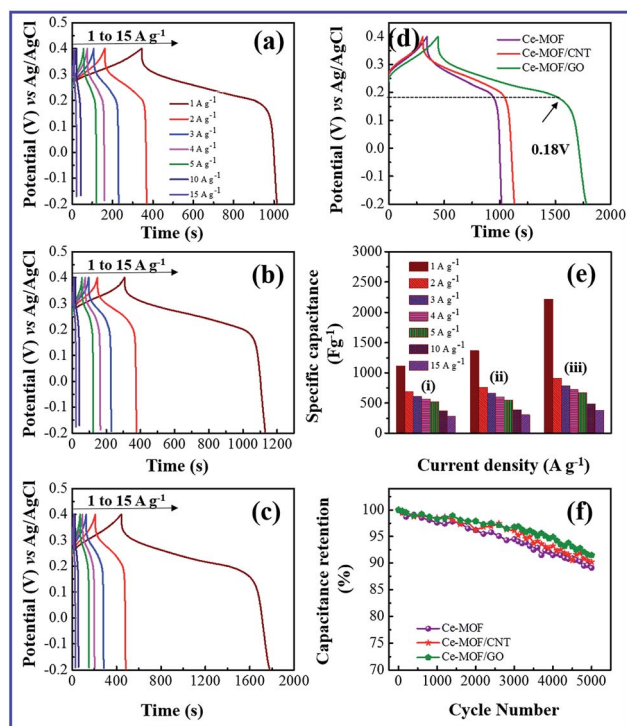 1 to 15 A g-1
(a)
Potential (V) vs Ag/AgCl
0.5
0.4
0.3
0.2
0.1
0.0
-0.1
-0.2
1 A g-1
2 A g-1
3 A g-1
4 A g-1
5 A g-1
10 A g-1
15 A g-1
0 200 400 600 800 1000
Time (s)
(d)
Potential (V) vs Ag/AgCl
0.4
0.3
0.2
0.1
0.0
-0.1
-0.2
Ce-MOF
Ce-MOF/CNT
Ce-MOF/GO
0.18V
0 500 1000 1500 2000
Time (s)
1 to 15 A g-1
(b)
Potential (V) vs Ag/AgCl
0.5
0.4
0.3
0.2
0.1
0.0
-0.1
-0.2
0 200 400 600 800 1000 1200
Time (s)
(e)
Specific capacitance
(Fg-1)
3000
2500
2000
1500
1000
500
0
1 A g-1
2 A g-1
3 A g-1
4 A g-1
5 A g-1
10 A g-1
15 A g-1
(i)
(ii)
(iii)
Current density (A g-1)
1 to 15 A g-1
(c)
Potential (V) vs Ag/AgCl
0.5
0.4
0.3
0.2
0.1
0.0
-0.1
-0.2
0 400 800 1200 1600 2000
Time (s)
(f)
Capacitance retention
(%)
100
95
90
85
80
75
70
Ce-MOF
Ce-MOF/CNT
Ce-MOF/GO
0 1000 2000 3000 4000 5000
Cycle Number